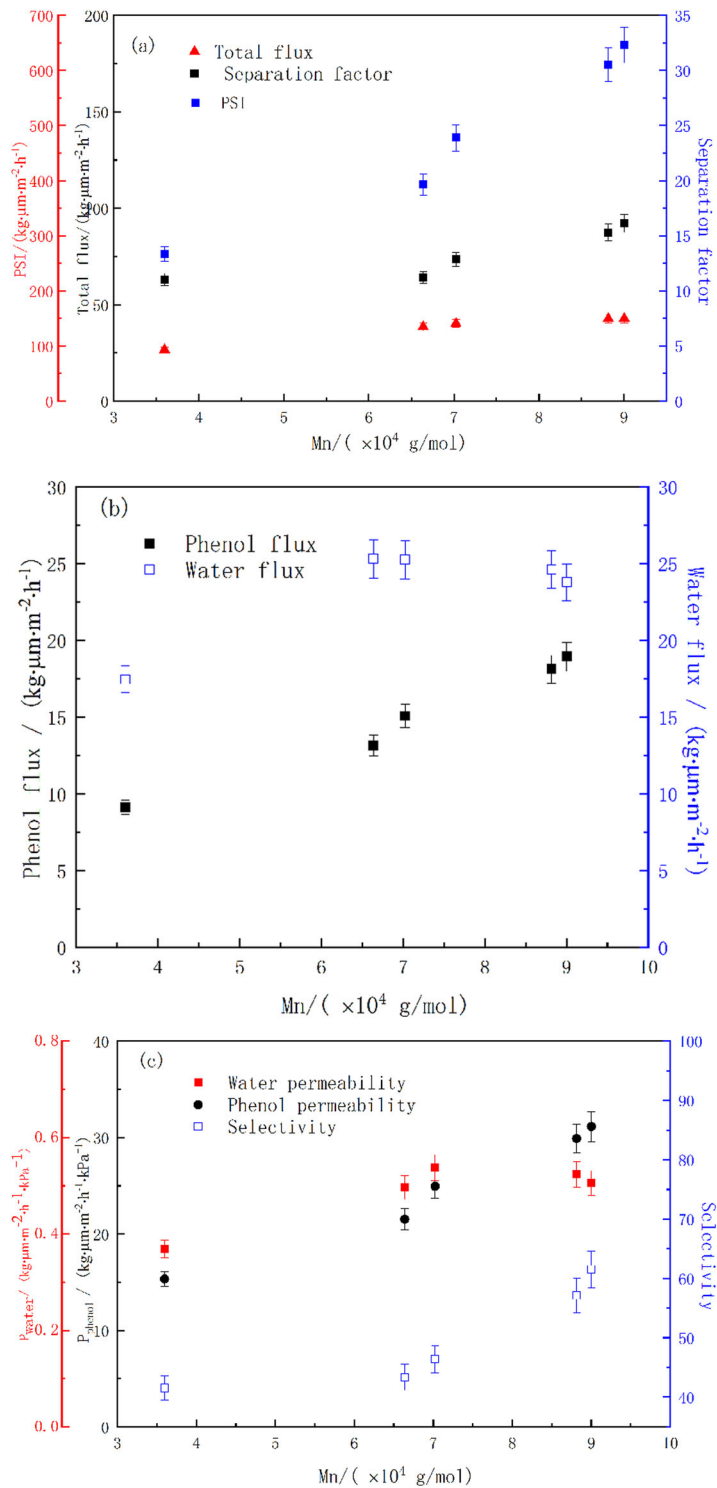 (a)
Total flux
Separation factor
PSI
PSI/(kg·μm·m⁻²·h⁻¹)
0 100 200 300 400 500 600 700
Total flux/(kg·μm·m⁻²·h⁻¹)
0 50 100 150 200
Separation factor
0 5 10 15 20 25 30 35
3 4 5 6 7 8 9
Mn/( ×10⁴ g/mol)
(b)
Phenol flux
Water flux
Phenol flux / (kg·μm·m⁻²·h⁻¹)
0 5 10 15 20 25 30
Water flux / (kg·μm·m⁻²·h⁻¹)
0 5 10 15 20 25 30
3 4 5 6 7 8 9 10
Mn/( ×10⁴ g/mol)
(c)
Water permeability
Phenol permeability
Selectivity
Pwater/ (kg·μm·m⁻²·h⁻¹·kPa⁻¹)
0.0 0.2 0.4 0.6 0.8
Pphenol / (kg·μm·m⁻²·h⁻¹·kPa⁻¹)
0 10 20 30 40
Selectivity
40 50 60 70 80 90 100
3 4 5 6 7 8 9 10
Mn/( ×10⁴ g/mol)